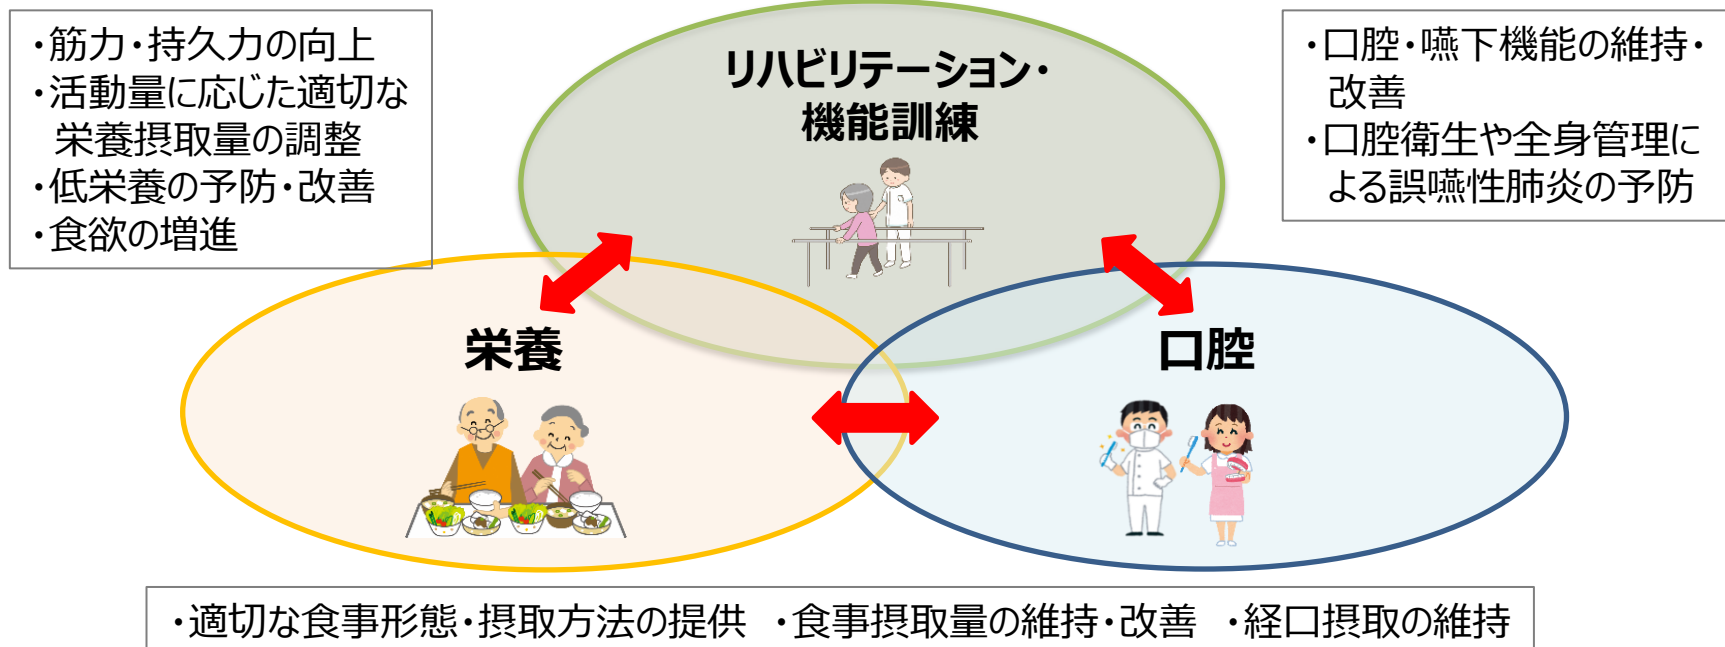 ・筋力・持久力の向上
・活動量に応じた適切な
栄養摂取量の調整
・低栄養の予防・改善
・食欲の増進
リハビリテーション・
機能訓練
・口腔・嚥下機能の維持・
改善
・口腔衛生や全身管理に
よる誤嚥性肺炎の予防
栄養
口腔
・適切な食事形態・摂取方法の提供 ・食事摂取量の維持・改善 ・経口摂取の維持